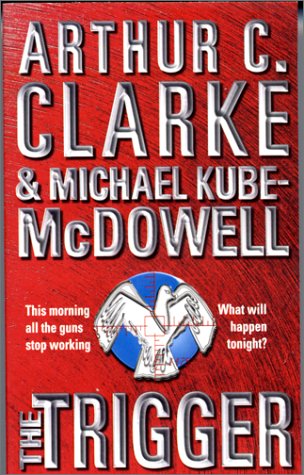 ARTHUR C.
CLARKE
& MICHAEL KUBE-
McDOWELL
This morning
all the guns
stop working
What will
happen
tonight?
THE TRIGGER